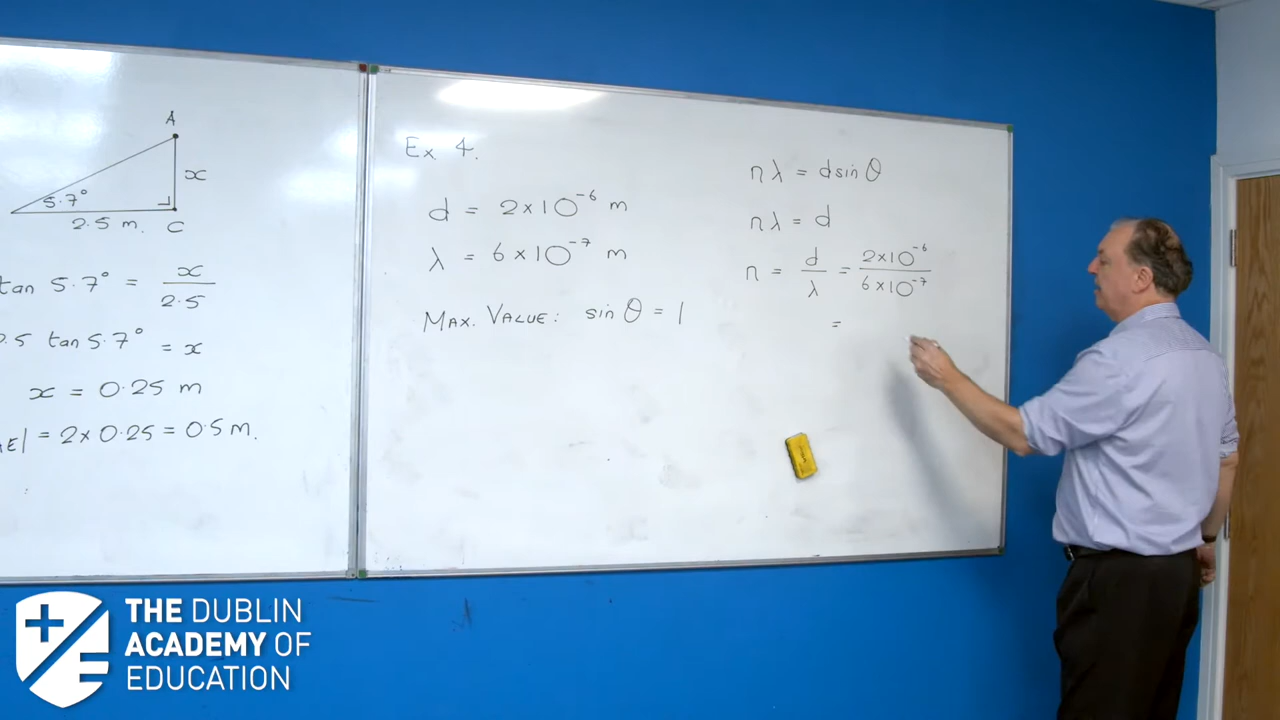 A
x
5.7°
2.5 m.
C
tan 5.7° = x/2.5
2.5 tan 5.7° = x
x = 0.25 m
AE| = 2 x 0.25 = 0.5 m.
Ex. 4.
d = 2 x 10⁻⁶ m
λ = 6 x 10⁻⁷ m
MAX. VALUE: sin θ = 1
nλ = d sin θ
nλ = d
n = d/λ = 2 x 10⁻⁶/6 x 10⁻⁷
=
THE DUBLIN
ACADEMY OF
EDUCATION